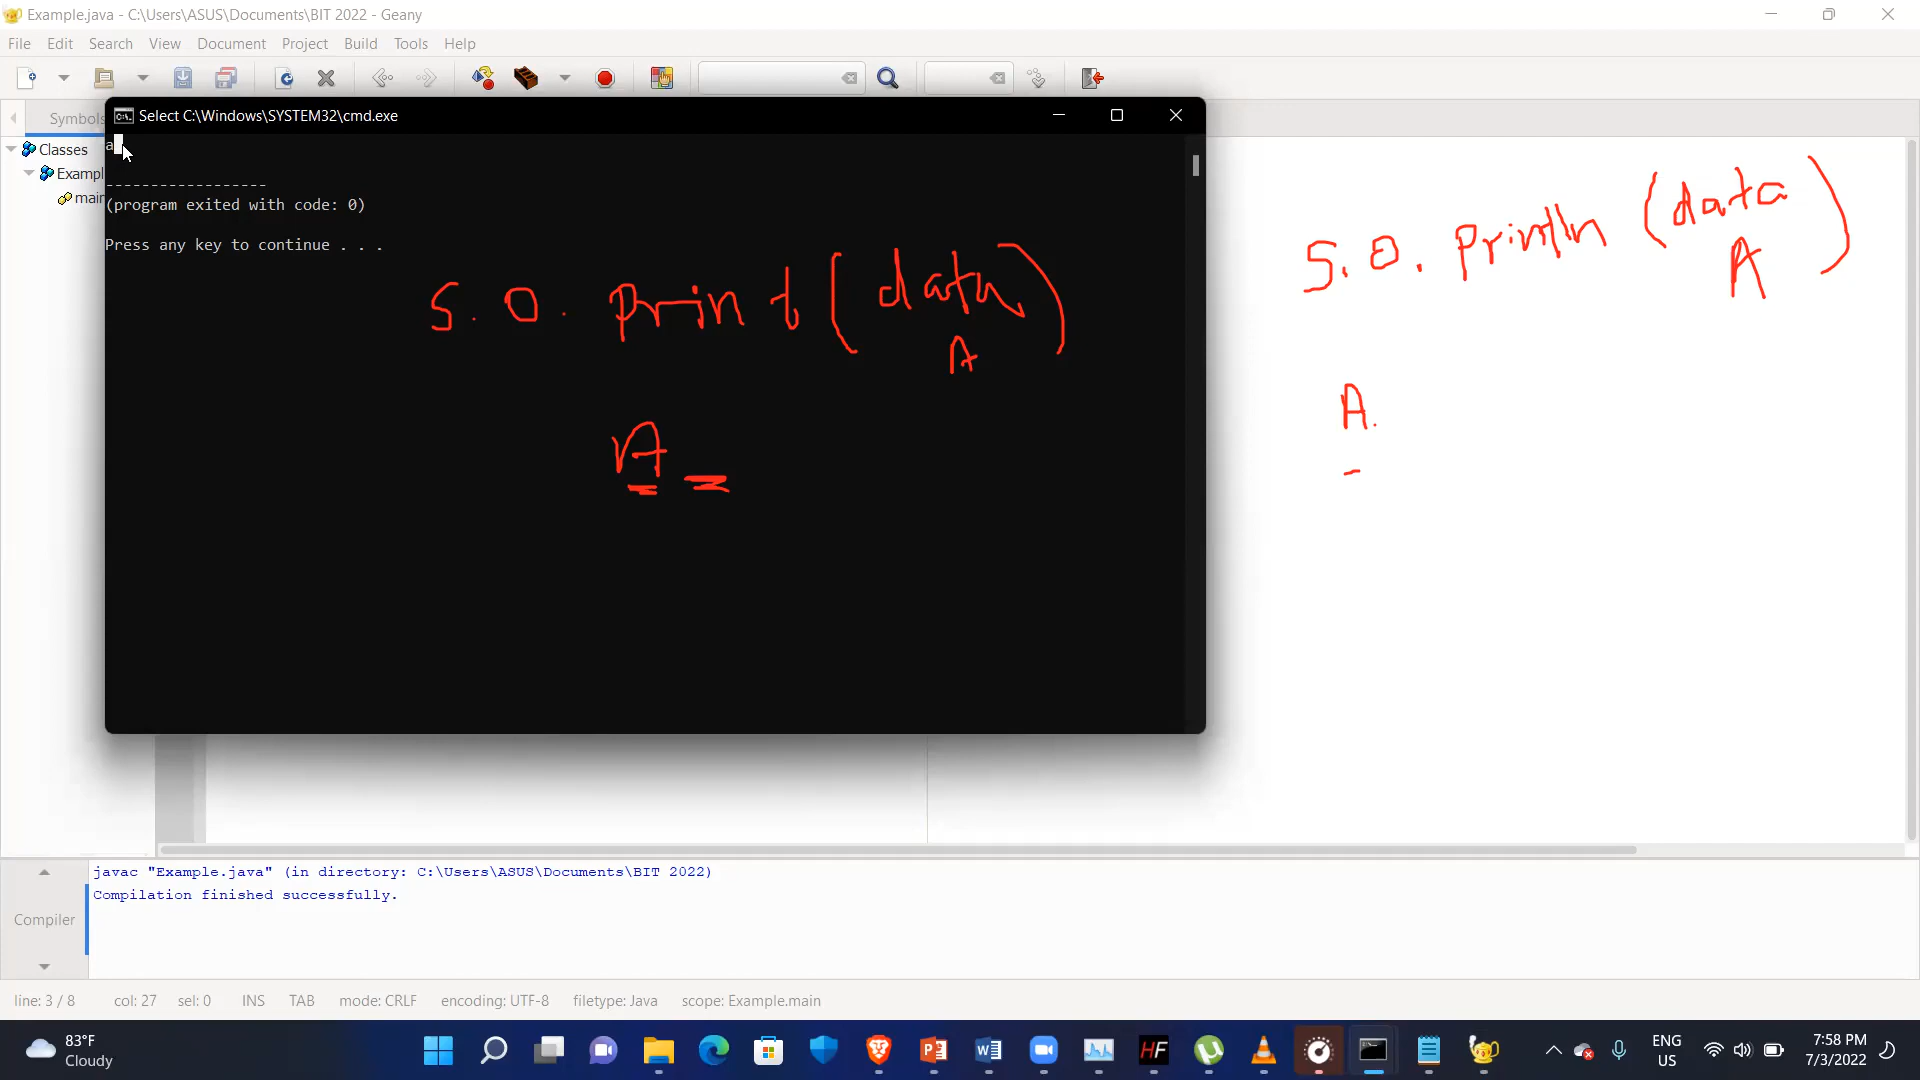 Example.java - C:\Users\ASUS\Documents\BIT 2022 - Geany
File Edit Search View Document Project Build Tools Help
Symbols
Select C:\Windows\SYSTEM32\cmd.exe
Classes
Exampl
main
a
------------------
(program exited with code: 0)
Press any key to continue . . .
S. O. Print (data)
A
A
S. O. Println (data)
A
A.
javac "Example.java" (in directory: C:\Users\ASUS\Documents\BIT 2022)
Compilation finished successfully.
Compiler
line: 3 / 8 col: 27 sel: 0 INS TAB mode: CRLF encoding: UTF-8 filetype: Java scope: Example.main
83°F
Cloudy
HF
ENG
US
7:58 PM
7/3/2022